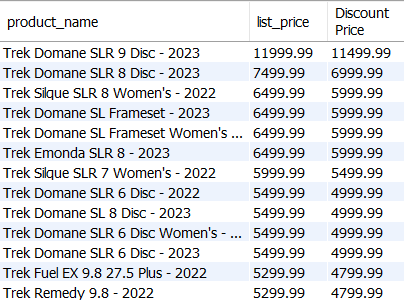 product_name list_price Discount Price
Trek Domane SLR 9 Disc - 2023 11999.99 11499.99
Trek Domane SLR 8 Disc - 2023 7499.99 6999.99
Trek Silque SLR 8 Women's - 2022 6499.99 5999.99
Trek Domane SL Frameset - 2023 6499.99 5999.99
Trek Domane SL Frameset Women's ... 6499.99 5999.99
Trek Emonda SLR 8 - 2023 6499.99 5999.99
Trek Silque SLR 7 Women's - 2022 5999.99 5499.99
Trek Domane SLR 6 Disc - 2022 5499.99 4999.99
Trek Domane SL 8 Disc - 2023 5499.99 4999.99
Trek Domane SLR 6 Disc Women's - ... 5499.99 4999.99
Trek Domane SLR 6 Disc - 2023 5499.99 4999.99
Trek Fuel EX 9.8 27.5 Plus - 2022 5299.99 4799.99
Trek Remedy 9.8 - 2022 5299.99 4799.99